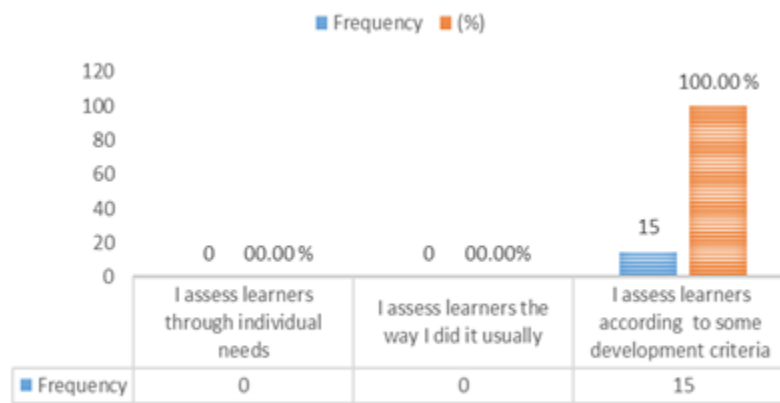 Frequency (%)
120
100
80
60
40
20
0
0 00.00%
0 00.00%
15
100.00%
I assess learners
through individual
needs
I assess learners the
way I did it usually
I assess learners
according to some
development criteria
Frequency 0 0 15